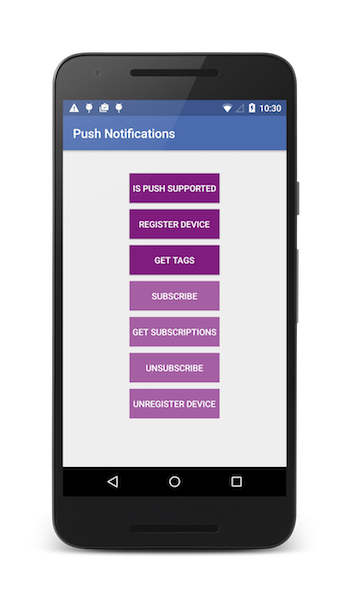 10:30
Push Notifications
IS PUSH SUPPORTED
REGISTER DEVICE
GET TAGS
SUBSCRIBE
GET SUBSCRIPTIONS
UNSUBSCRIBE
UNREGISTER DEVICE